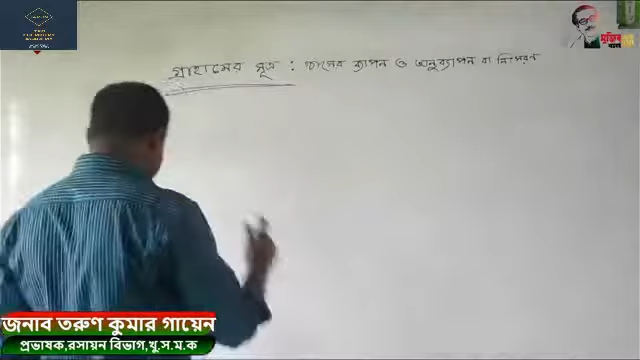 গ্রাহামের সূত্র : গ্যাসের ব্যাপন ও অনুব্যাপন বা নিঃসরণ
জনাব তরুণ কুমার গায়েন
প্রভাষক,রসায়ন বিভাগ,খু.স.ম.ক